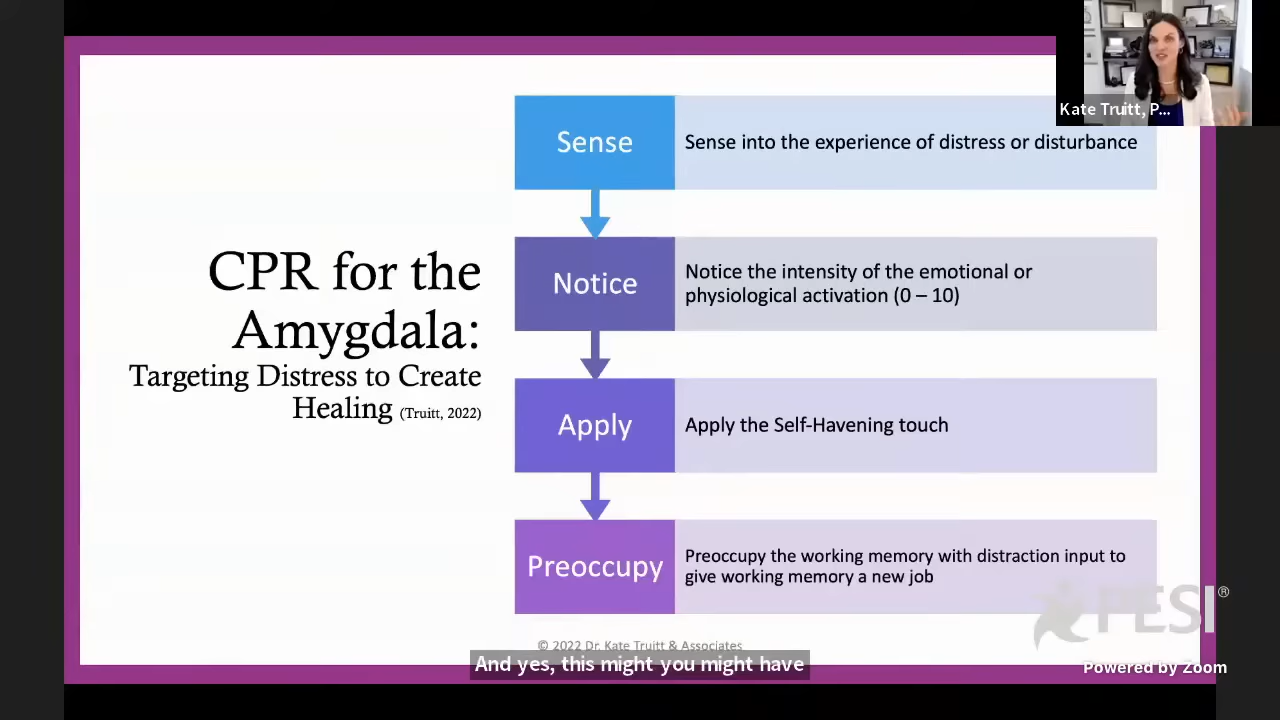 Kate Truitt, P...
CPR for the
Amygdala:
Targeting Distress to Create
Healing (Truitt, 2022)
Sense
Sense into the experience of distress or disturbance
Notice
Notice the intensity of the emotional or
physiological activation (0 – 10)
Apply
Apply the Self-Havening touch
Preoccupy
Preoccupy the working memory with distraction input to
give working memory a new job
PESI®
© 2022 Dr. Kate Truitt & Associates
And yes, this might you might have
Powered by Zoom